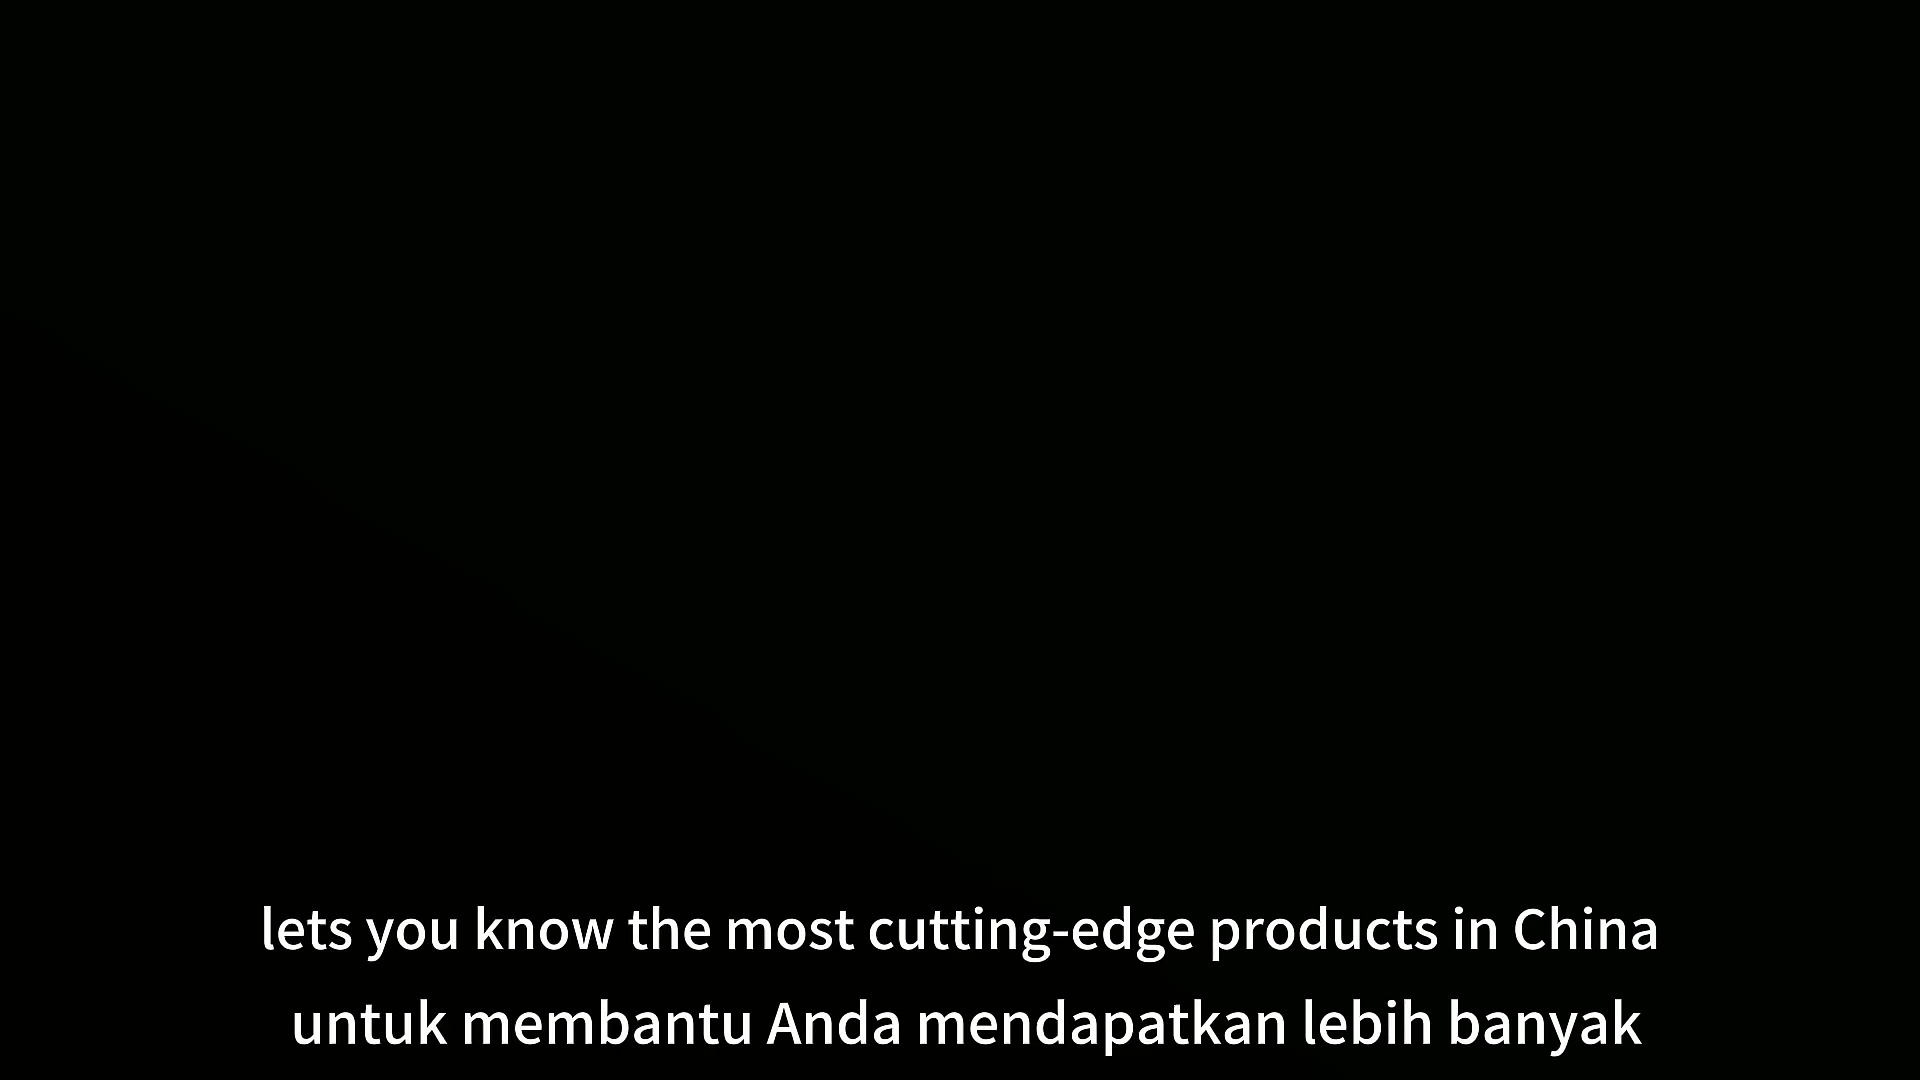 lets you know the most cutting-edge products in China
untuk membantu Anda mendapatkan lebih banyak